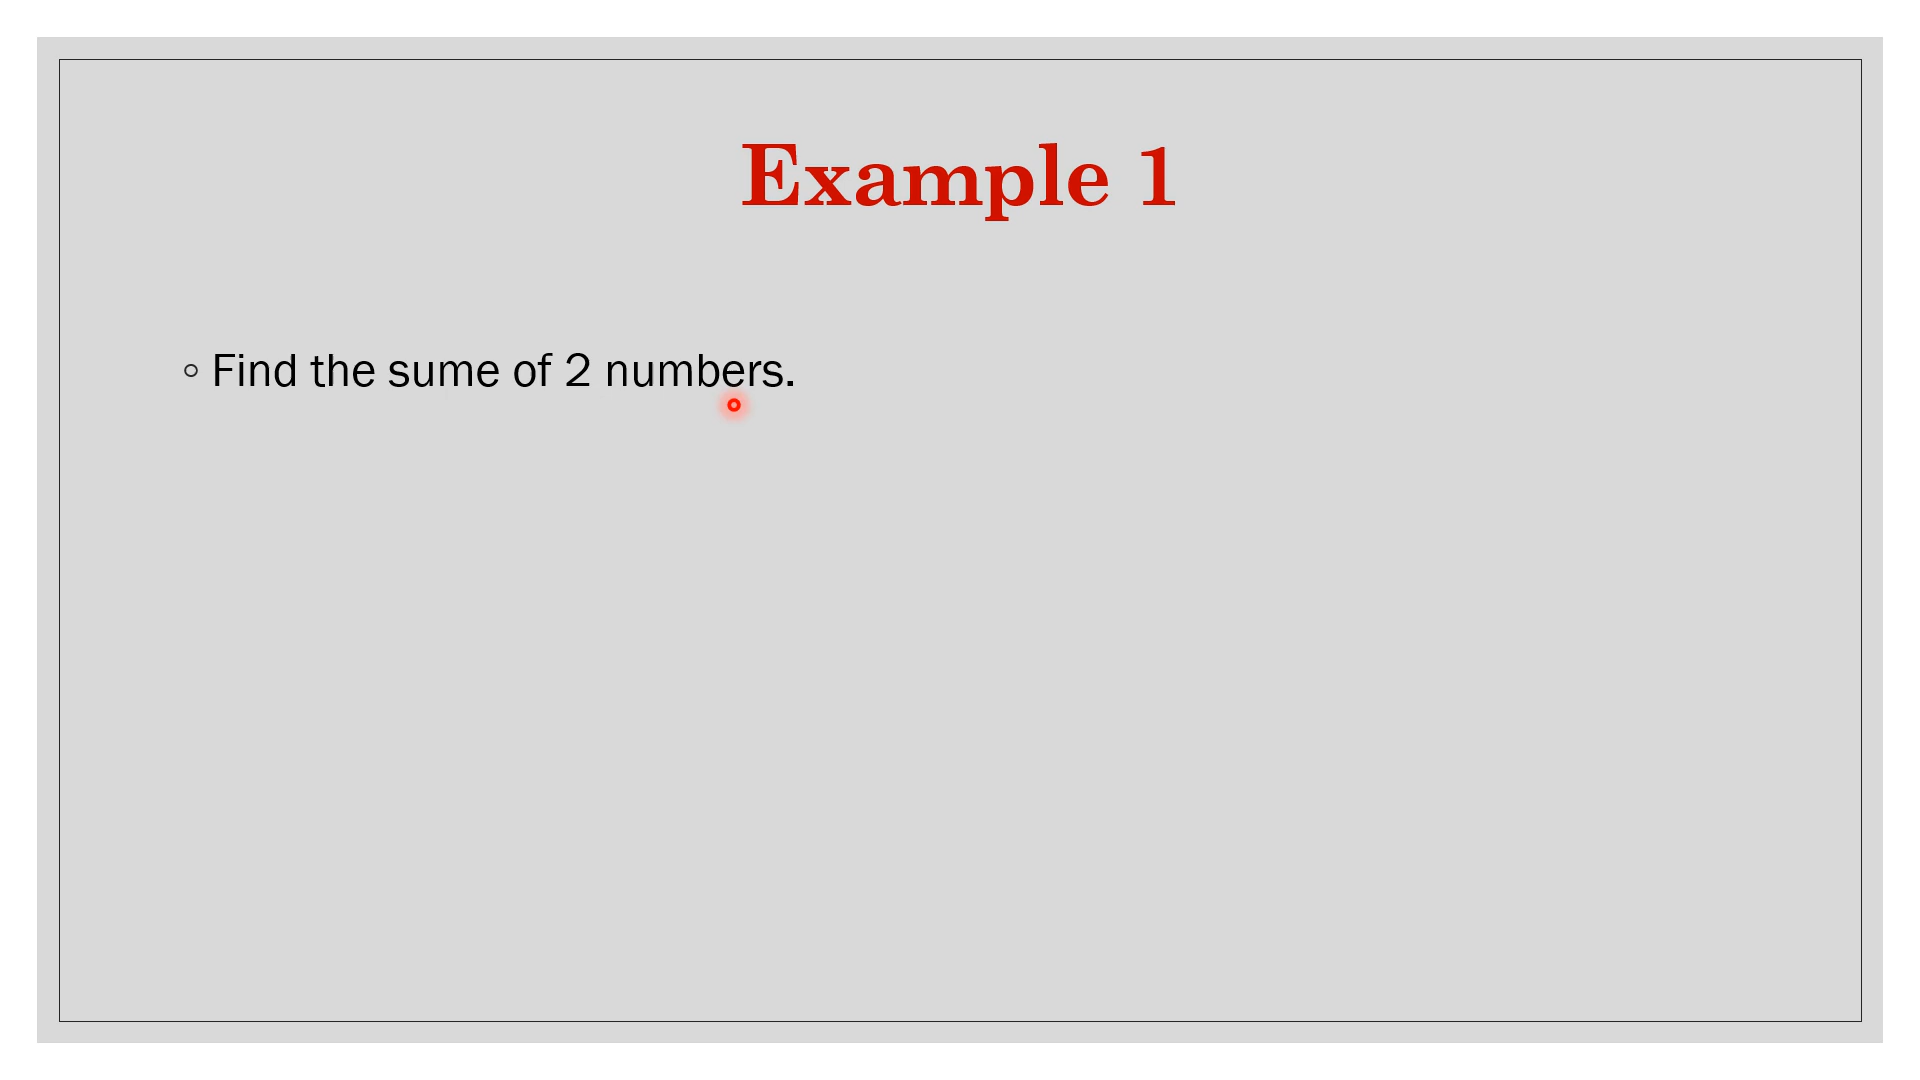 Example 1
◦ Find the sume of 2 numbers.